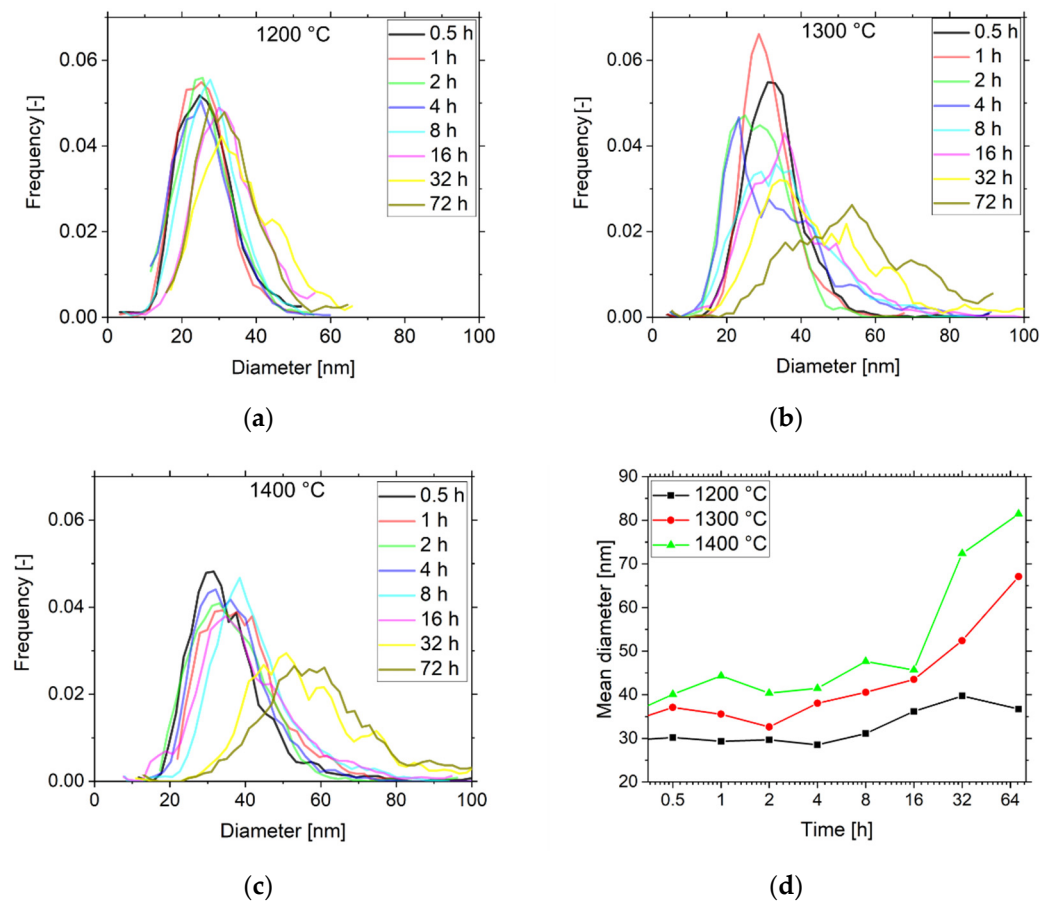 1200 °C
0.5 h
1 h
2 h
4 h
8 h
16 h
32 h
72 h
Frequency [-]
0.06
0.04
0.02
0.00
0 20 40 60 80 100
Diameter [nm]
(a)
1300 °C
0.5 h
1 h
2 h
4 h
8 h
16 h
32 h
72 h
Frequency [-]
0.06
0.04
0.02
0.00
0 20 40 60 80 100
Diameter [nm]
(b)
1400 °C
0.5 h
1 h
2 h
4 h
8 h
16 h
32 h
72 h
Frequency [-]
0.06
0.04
0.02
0.00
0 20 40 60 80 100
Diameter [nm]
(c)
1200 °C
1300 °C
1400 °C
Mean diameter [nm]
90
80
70
60
50
40
30
20
0.5 1 2 4 8 16 32 64
Time [h]
(d)